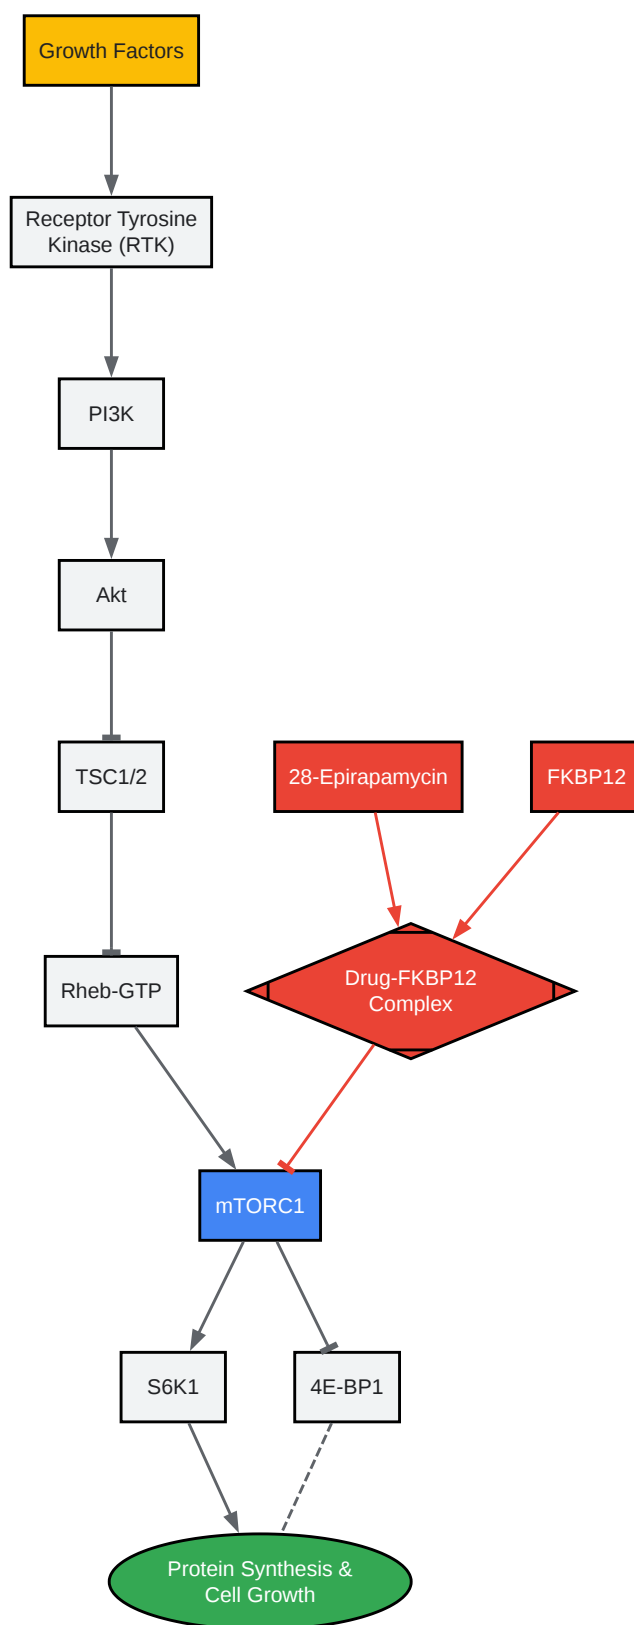 Growth Factors
Receptor Tyrosine
Kinase (RTK)
PI3K
Akt
TSC1/2
28-Epirapamycin
FKBP12
Rheb-GTP
Drug-FKBP12
Complex
mTORC1
S6K1
4E-BP1
Protein Synthesis &
Cell Growth